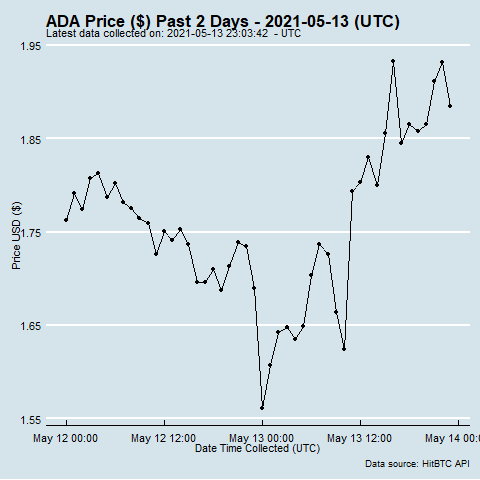 ADA Price ($) Past 2 Days - 2021-05-13 (UTC)
Latest data collected on: 2021-05-13 23:03:42  - UTC
1.95
1.85
1.75
1.65
1.55
Price USD ($)
May 12 00:00 May 12 12:00 May 13 00:00 May 13 12:00 May 14 00:00
Date Time Collected (UTC)
Data source: HitBTC API